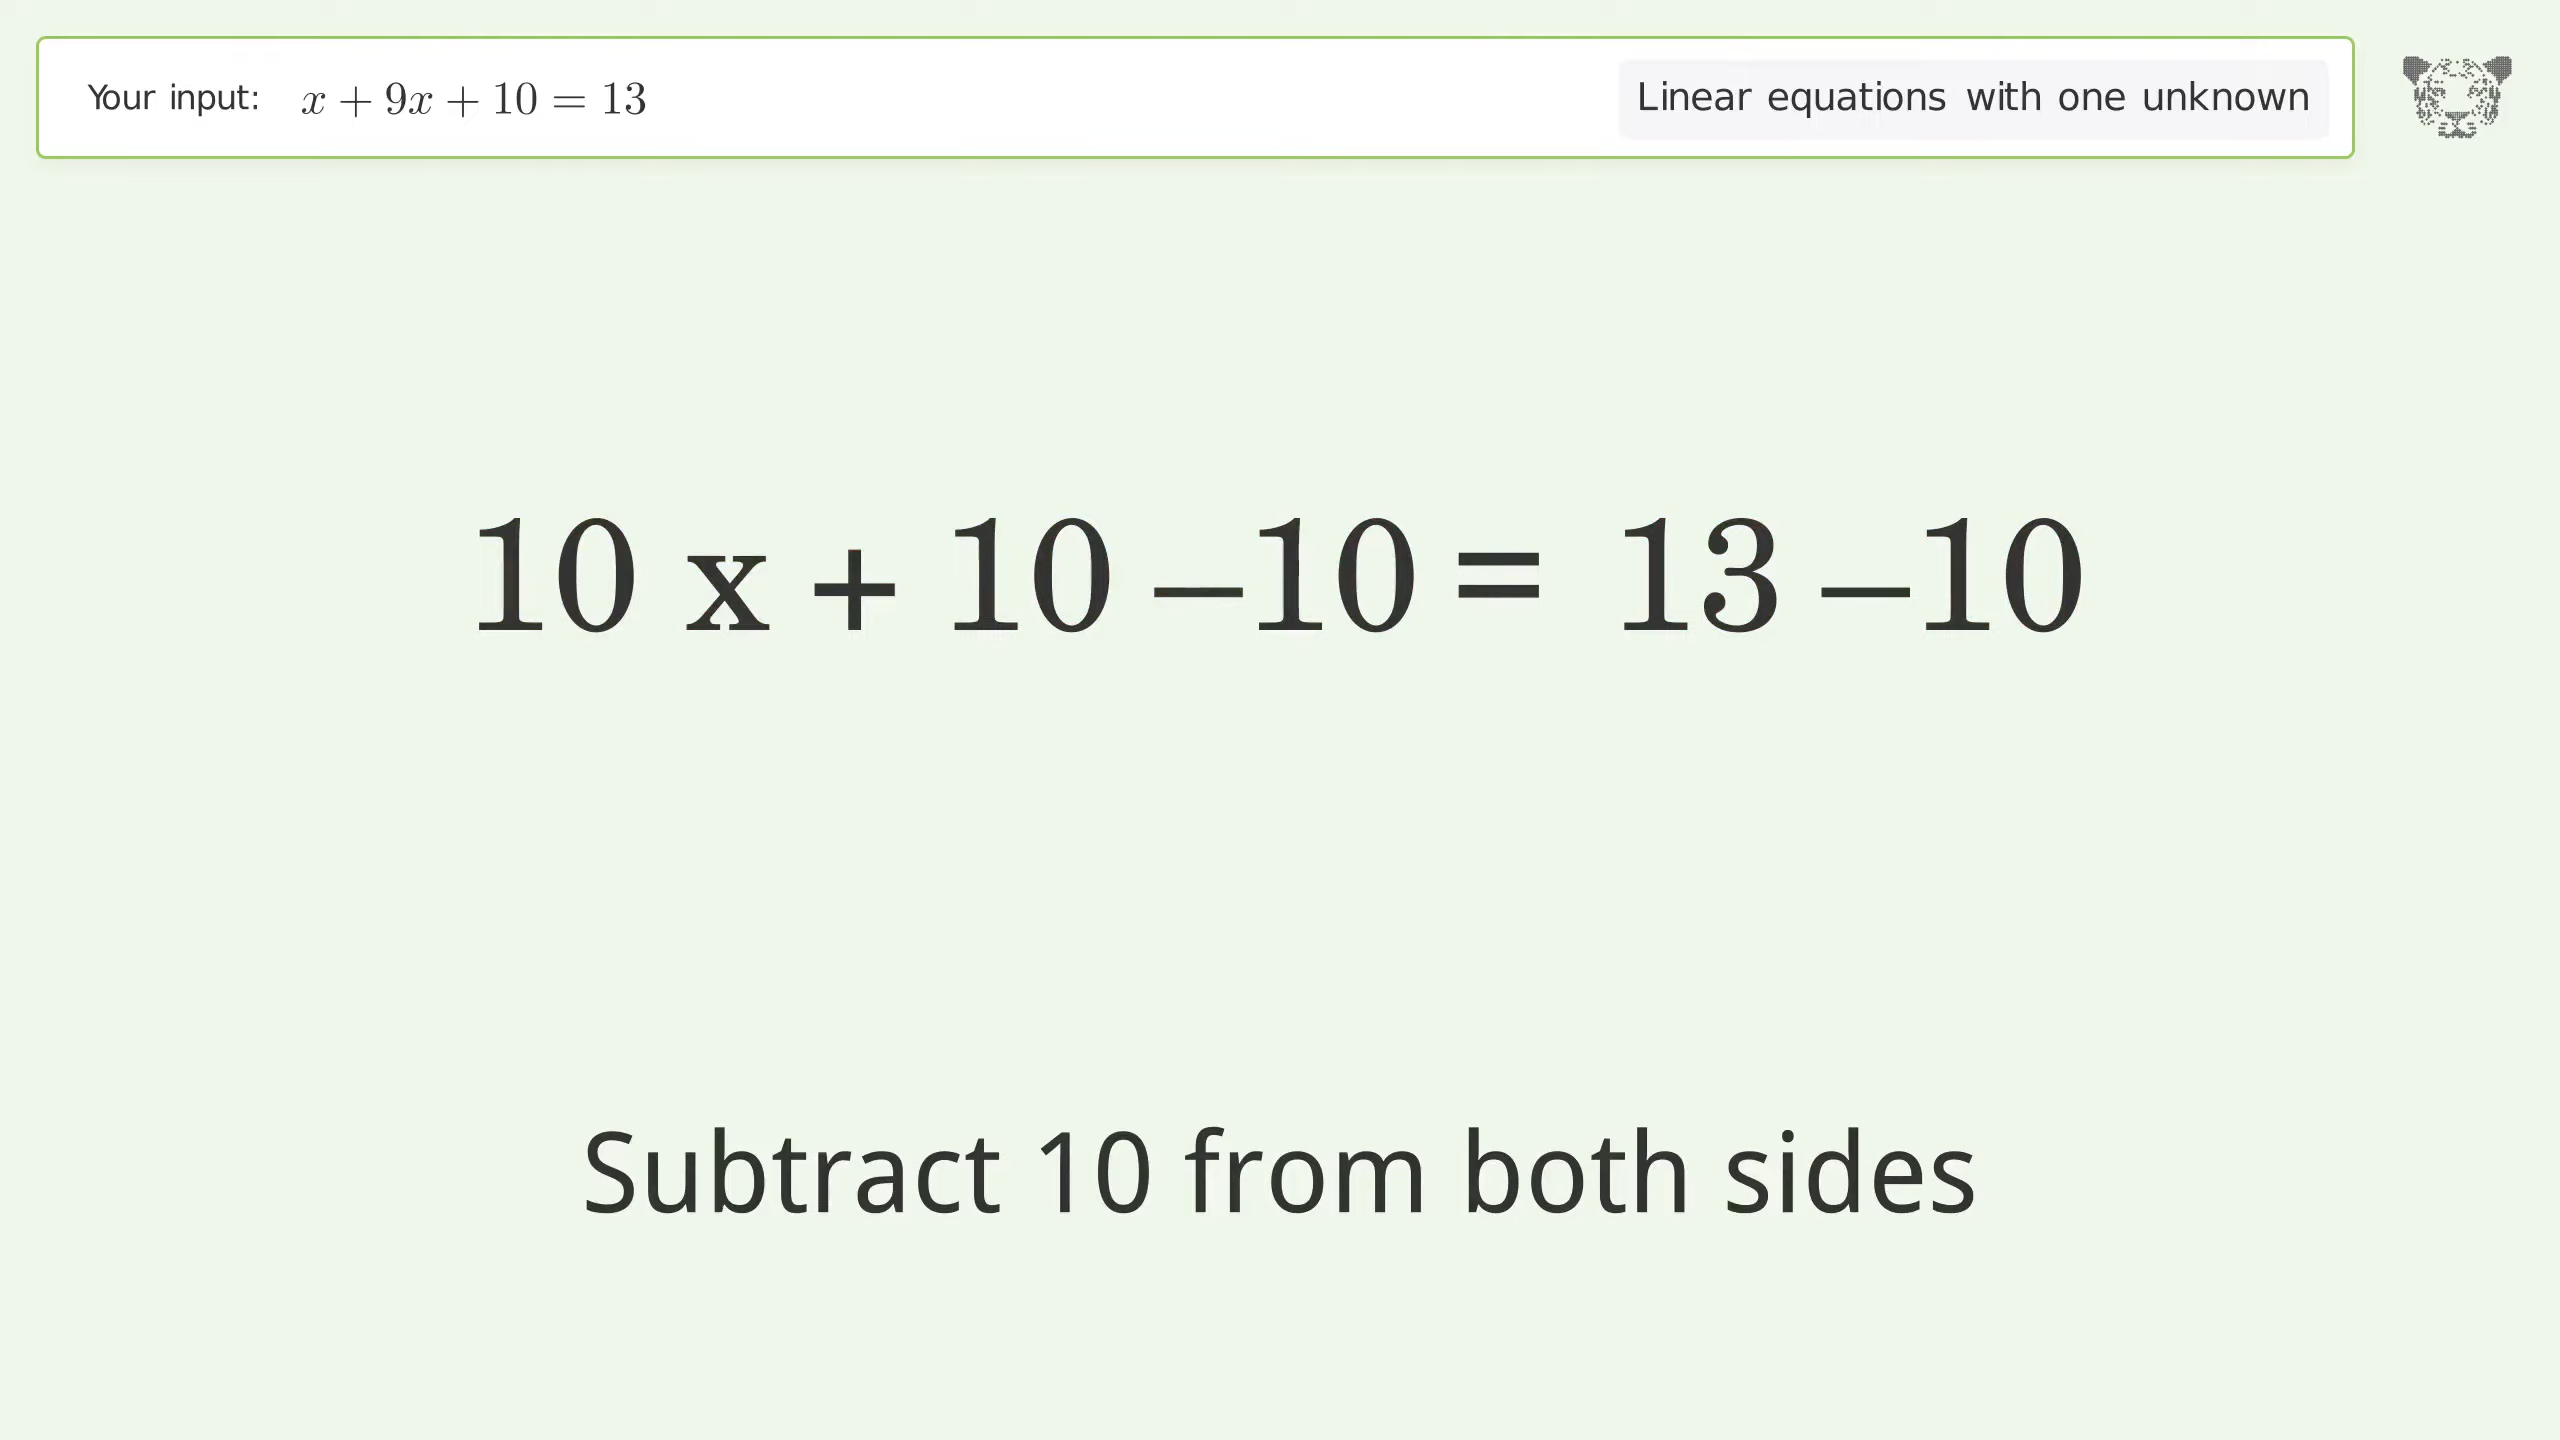 Your input: x + 9x + 10 = 13
Linear equations with one unknown
10 x + 10 –10 = 13 –10
Subtract 10 from both sides